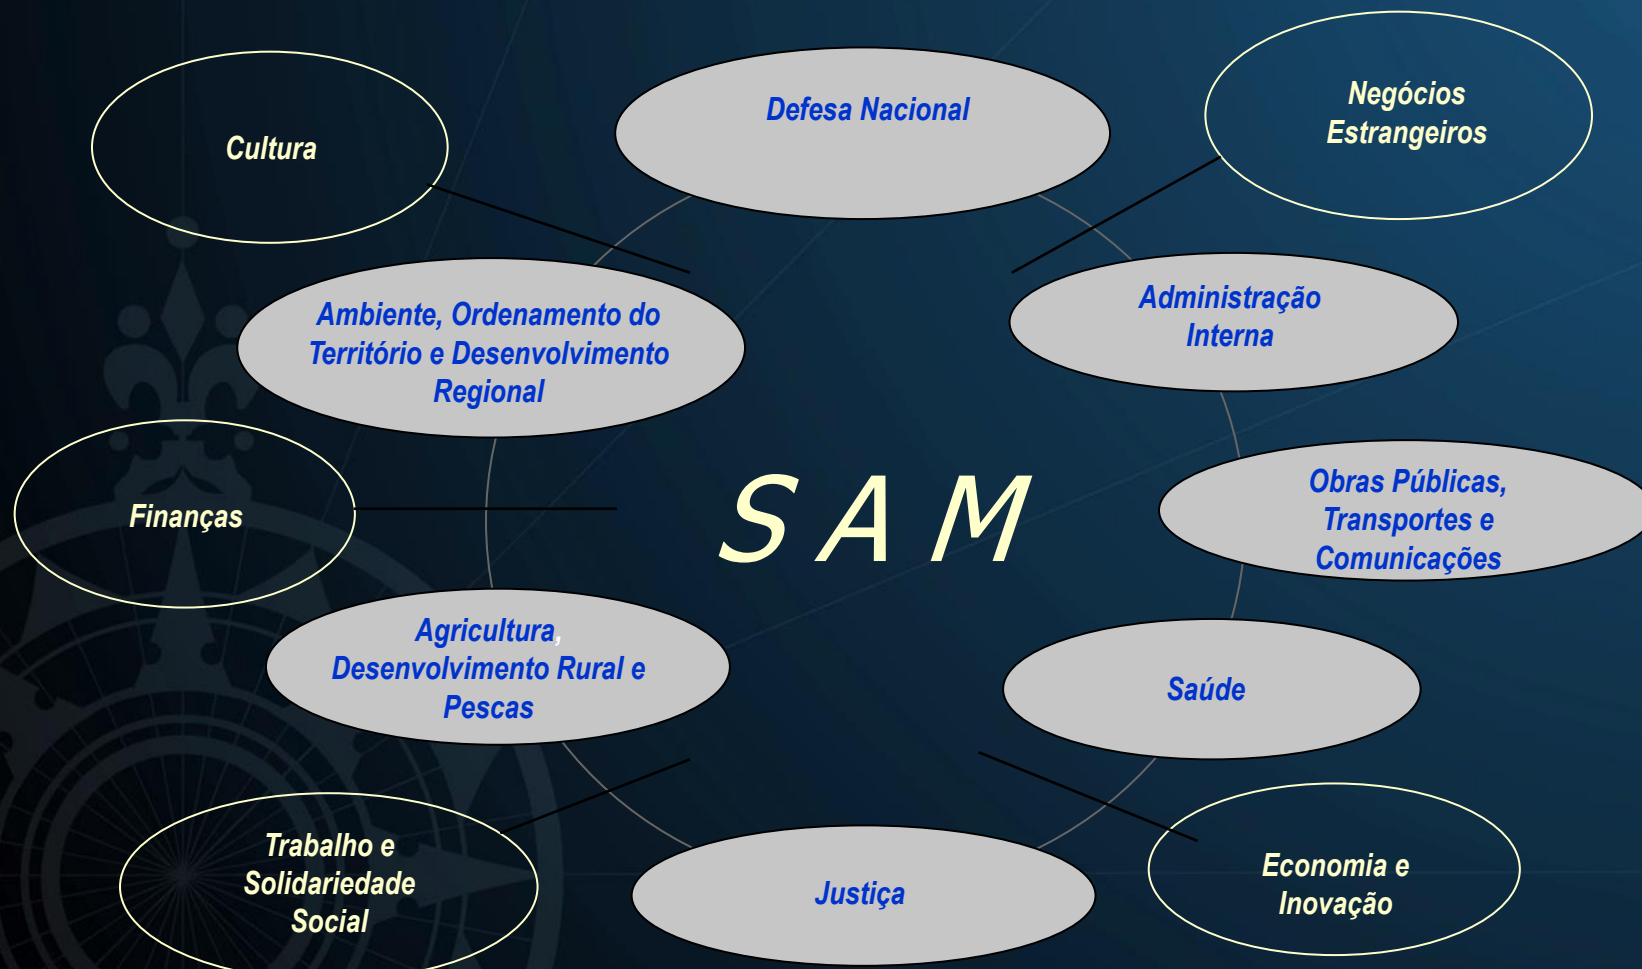 Cultura
Defesa Nacional
Negócios
Estrangeiros
Ambiente, Ordenamento do
Território e Desenvolvimento
Regional
Administração
Interna
Finanças
S A M
Obras Públicas,
Transportes e
Comunicações
Agricultura,
Desenvolvimento Rural e
Pescas
Saúde
Trabalho e
Solidariedade
Social
Justiça
Economia e
Inovação